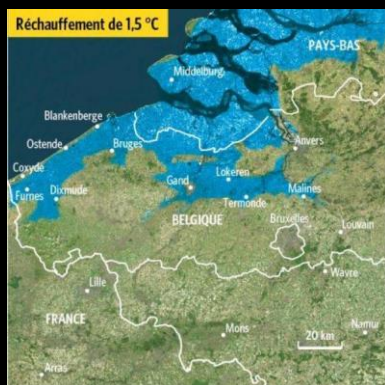 Réchauffement de 1,5 °C
PAYS-BAS
Middelburg
Blankenberge
Ostende
Bruges
Anvers
Coxyde
Gand
Lokeren
Furnes
Dixmude
Termonde
Malines
BELGIQUE
Bruxelles
Louvain
Wavre
Lille
FRANCE
Mons
20 km
Namur
Arras